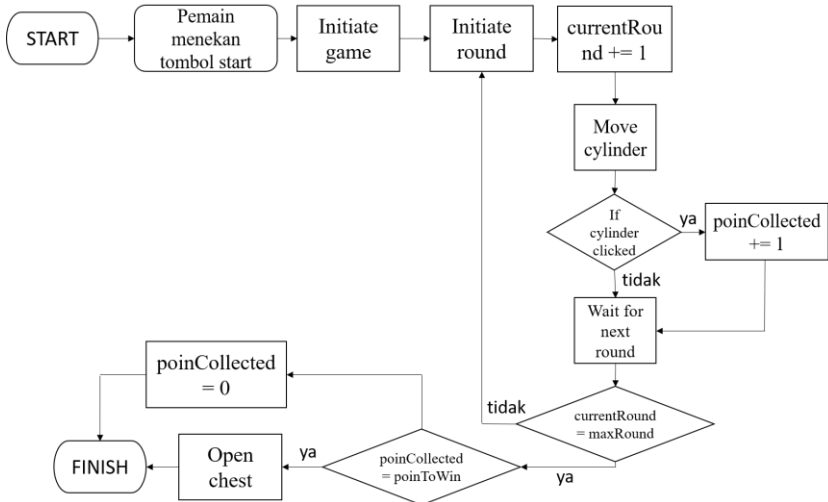 START
Pemain
menekan
tombol start
Initiate
game
Initiate
round
currentRou
nd += 1
Move
cylinder
If
cylinder
clicked
ya
poinCollected
+= 1
tidak
Wait for
next
round
currentRound
= maxRound
tidak
ya
poinCollected
= poinToWin
ya
Open
chest
poinCollected
= 0
FINISH